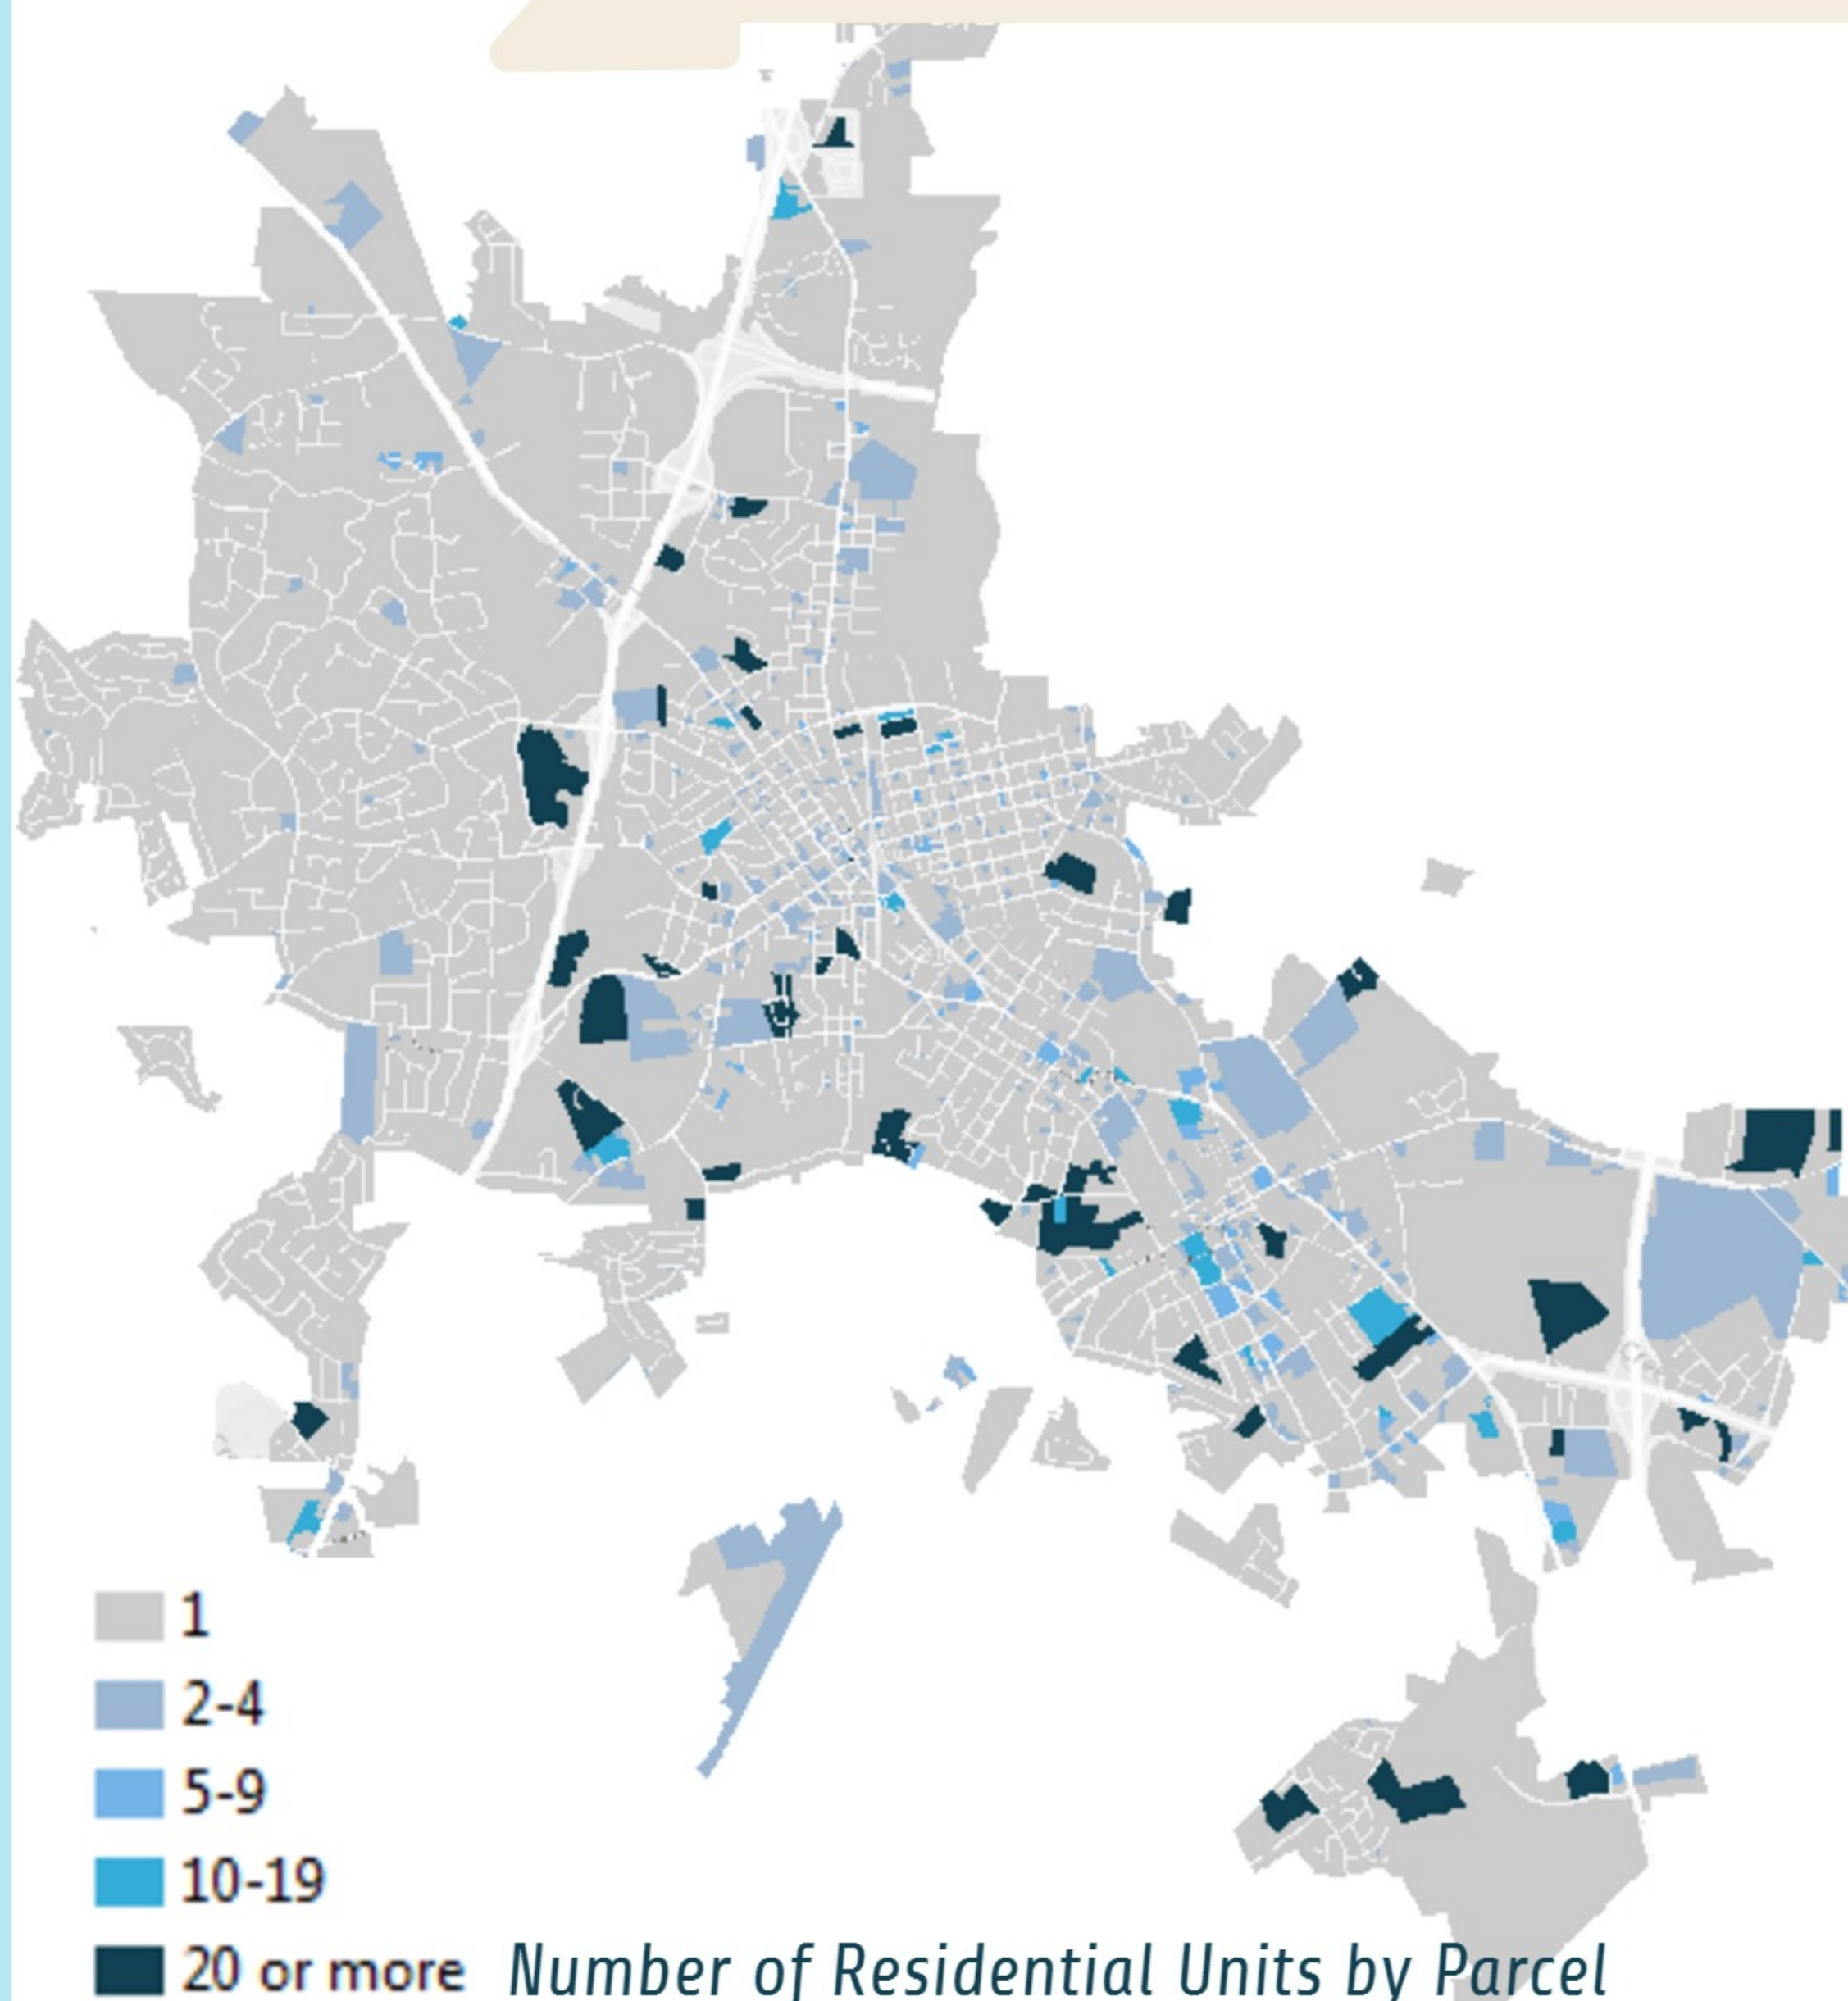 1
2-4
5-9
10-19
20 or more
Number of Residential Units by Parcel